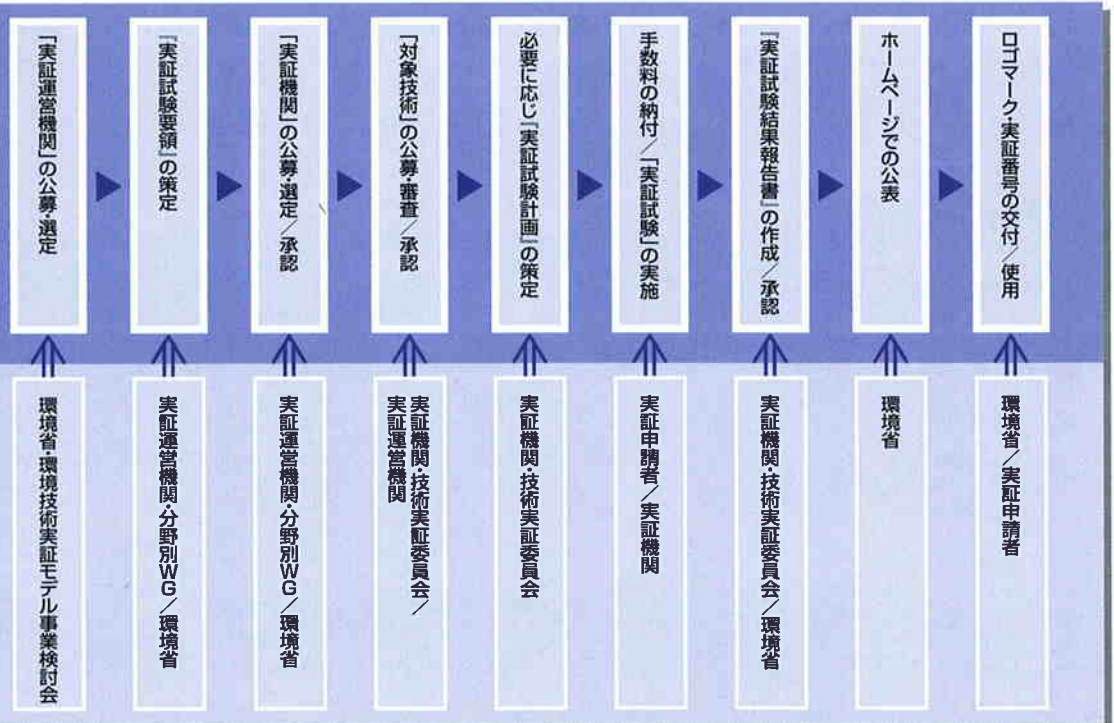 「実証運営機関」の公募・選定
『実証試験要領』の策定
「実証機関」の公募・選定／承認
「対象技術」の公募・審査／承認
必要に応じ『実証試験計画』の策定
手数料の納付／「実証試験」の実施
『実証試験結果報告書』の作成／承認
ホームページでの公表
ロゴマーク・実証番号の交付／使用
環境省・環境技術実証モデル事業検討会
実証運営機関・分野別WG／環境省
実証運営機関・分野別WG／環境省
実証機関・技術実証委員会／
実証運営機関
実証機関・技術実証委員会
実証申請者／実証機関
実証機関・技術実証委員会／環境省
環境省
環境省／実証申請者